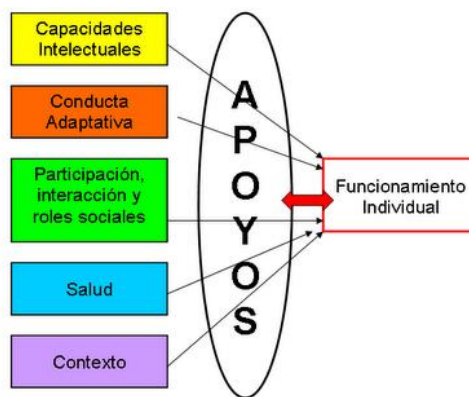 Capacidades
Intelectuales
Conducta
Adaptativa
Participación,
interacción y
roles sociales
Salud
Contexto
A
P
O
Y
O
S
Funcionamiento
Individual